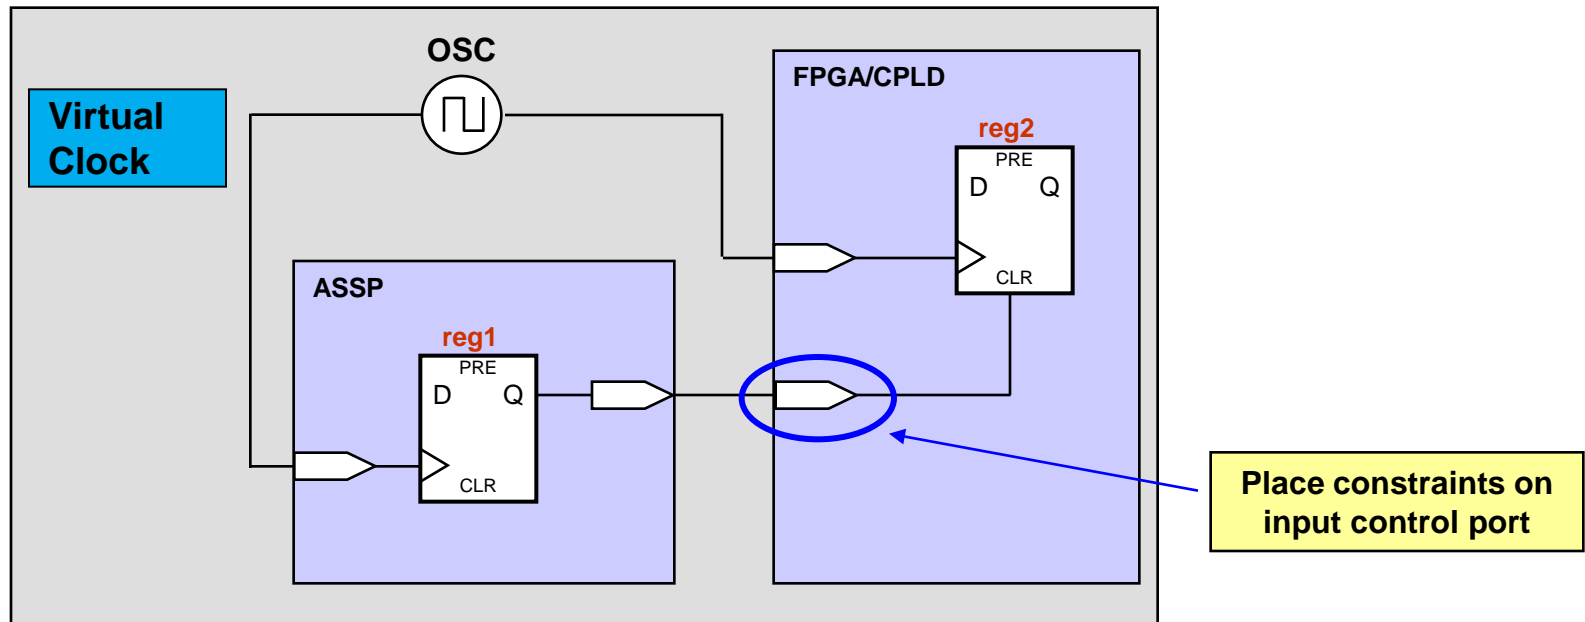 OSC
Virtual
Clock
FPGA/CPLD
reg2
PRE
D Q
CLR
ASSP
reg1
PRE
D Q
CLR
Place constraints on
input control port